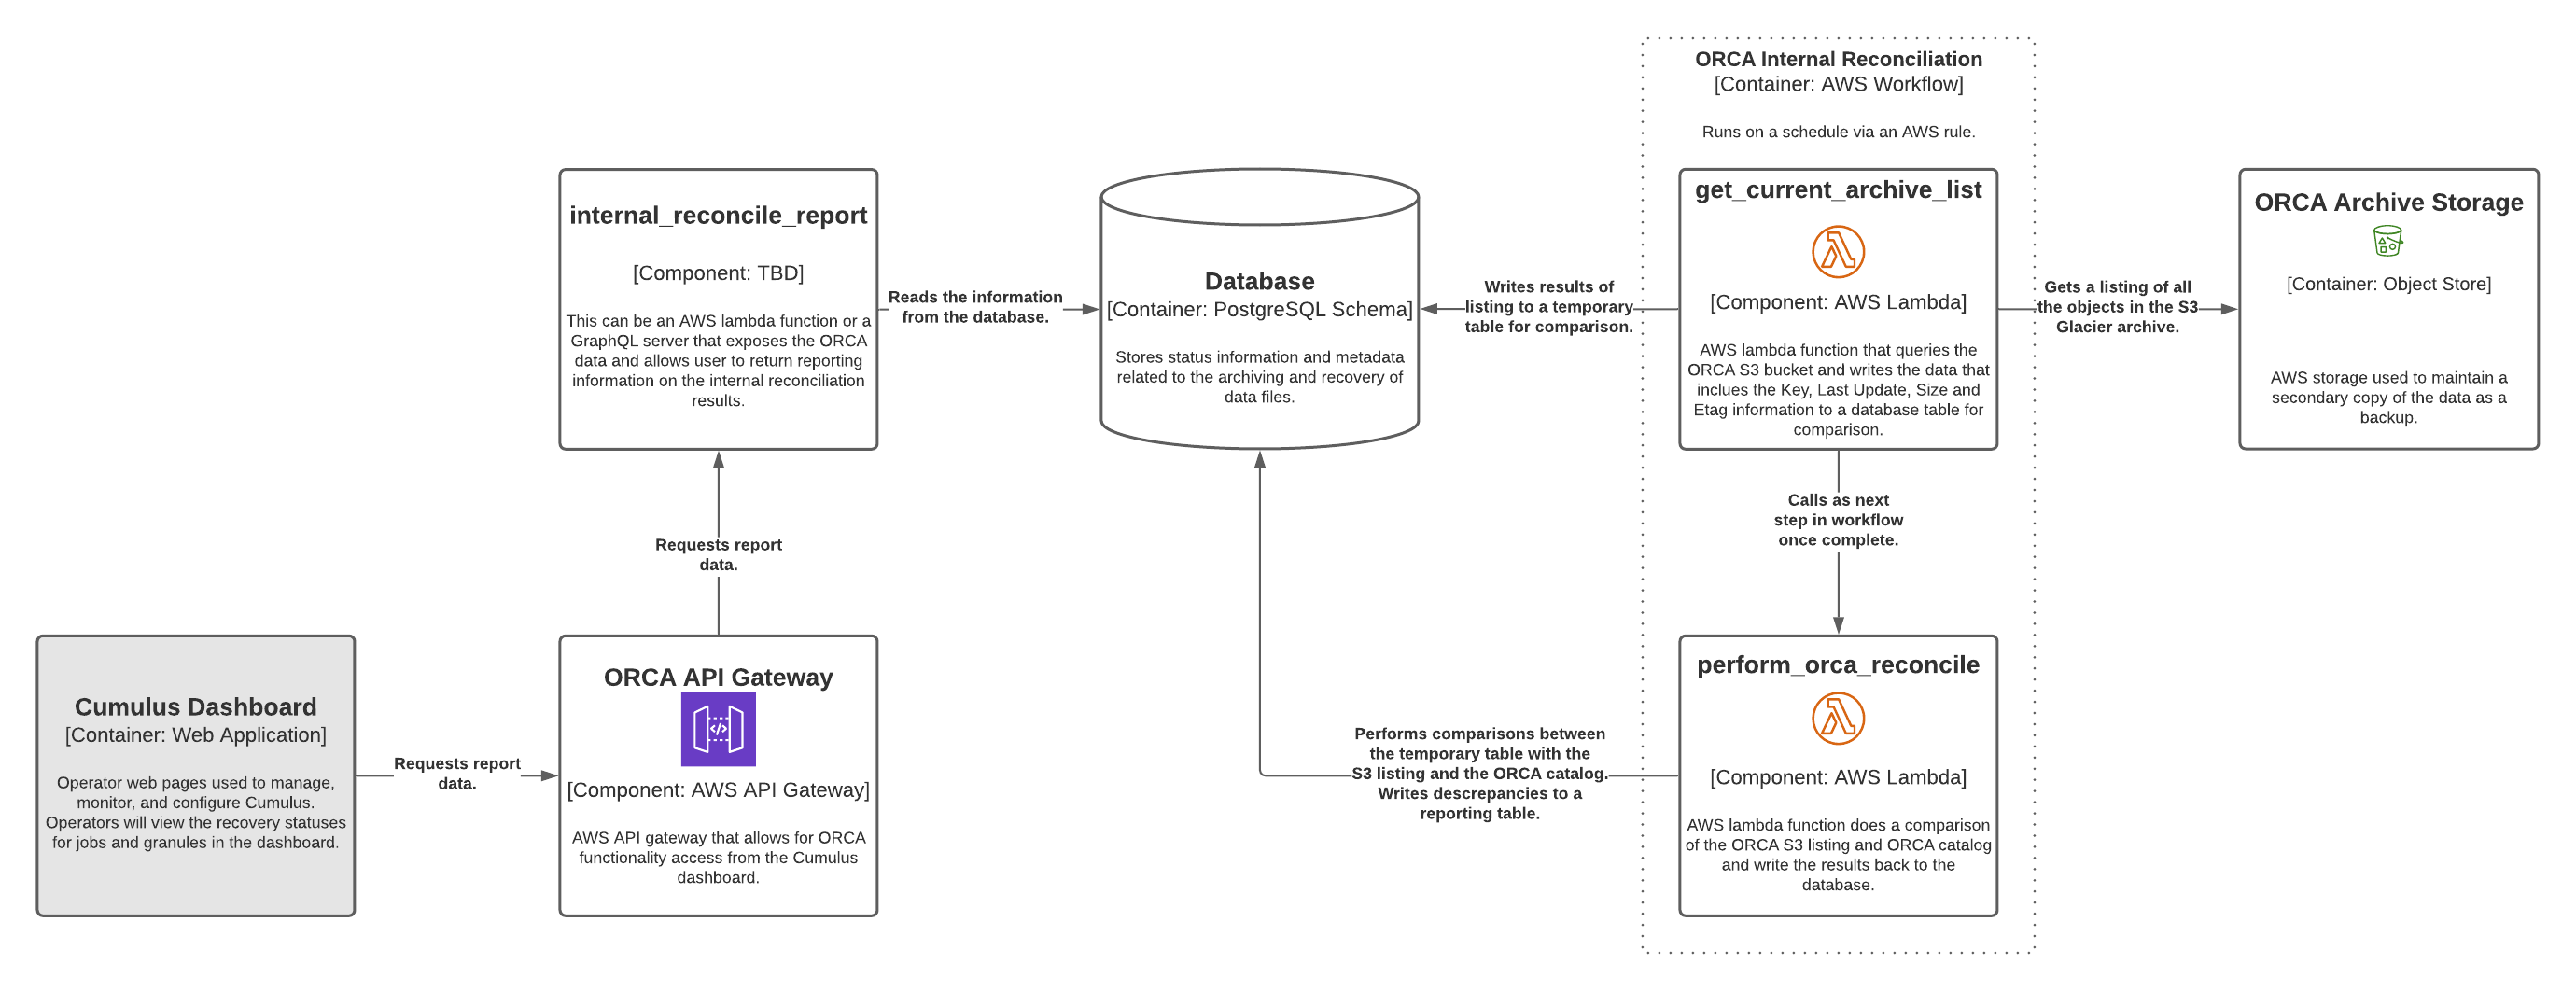 ORCA Internal Reconciliation
[Container: AWS Workflow]
Runs on a schedule via an AWS rule.
internal_reconcile_report
[Component: TBD]
This can be an AWS lambda function or a
GraphQL server that exposes the ORCA
data and allows user to return reporting
information on the internal reconciliation
results.
Reads the information
from the database.
Database
[Container: PostgreSQL Schema]
Stores status information and metadata
related to the archiving and recovery of
data files.
Writes results of
listing to a temporary
table for comparison.
get_current_archive_list
[Component: AWS Lambda]
AWS lambda function that queries the
ORCA S3 bucket and writes the data that
inclues the Key, Last Update, Size and
Etag information to a database table for
comparison.
Gets a listing of all
the objects in the S3
Glacier archive.
ORCA Archive Storage
[Container: Object Store]
AWS storage used to maintain a
secondary copy of the data as a
backup.
Requests report
data.
Calls as next
step in workflow
once complete.
Cumulus Dashboard
[Container: Web Application]
Operator web pages used to manage,
monitor, and configure Cumulus.
Operators will view the recovery statuses
for jobs and granules in the dashboard.
Requests report
data.
ORCA API Gateway
[Component: AWS API Gateway]
AWS API gateway that allows for ORCA
functionality access from the Cumulus
dashboard.
Performs comparisons between
the temporary table with the
S3 listing and the ORCA catalog.
Writes descrepancies to a
reporting table.
perform_orca_reconcile
[Component: AWS Lambda]
AWS lambda function does a comparison
of the ORCA S3 listing and ORCA catalog
and write the results back to the
database.